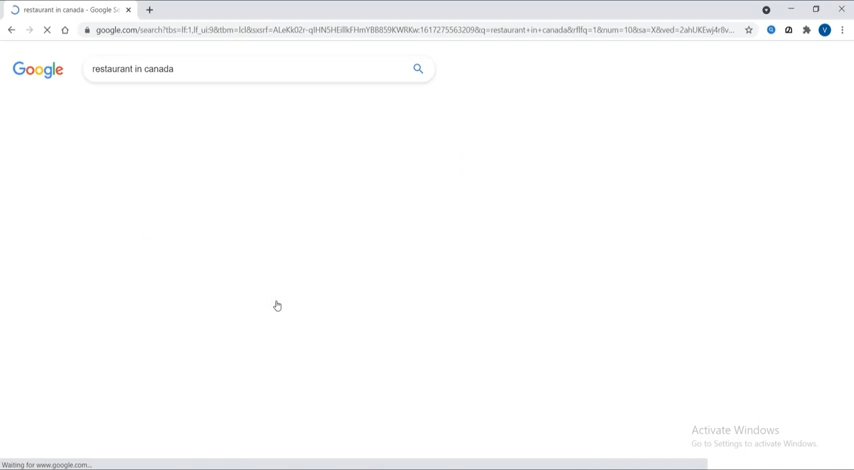 restaurant in canada - Google Se
google.com/search?tbs=lf:1,lf_ui:9&tbm=lcl&sxsrf=ALeKk02r-qIHN5HEillkFHmYBB859KWRKw:1617275563209&q=restaurant+in+canada&rflfq=1&num=10&sa=X&ved=2ahUKEwj4r8v...
V
Google
restaurant in canada
Activate Windows
Go to Settings to activate Windows.
Waiting for www.google.com...